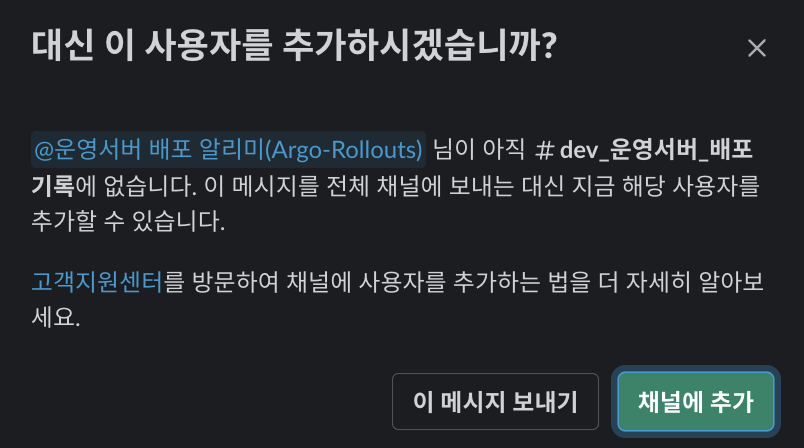 대신 이 사용자를 추가하시겠습니까?
@운영서버 배포 알리미(Argo-Rollouts) 님이 아직 #dev_운영서버_배포
기록에 없습니다. 이 메시지를 전체 채널에 보내는 대신 지금 해당 사용자를
추가할 수 있습니다.
고객지원센터를 방문하여 채널에 사용자를 추가하는 법을 더 자세히 알아보
세요.
이 메시지 보내기
채널에 추가